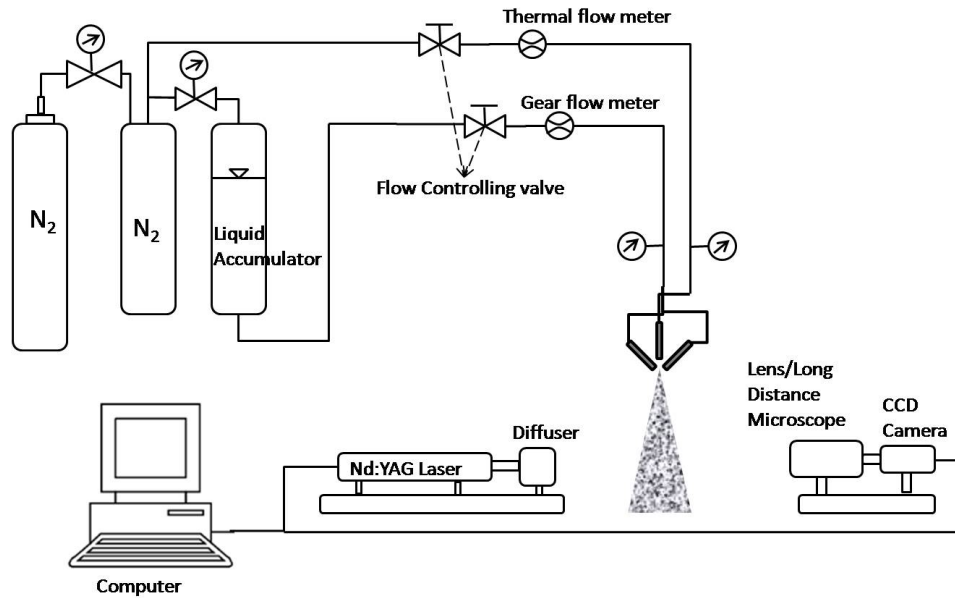 Thermal flow meter
Gear flow meter
Flow Controlling valve
N2
N2
Liquid
Accumulator
Lens/Long
Distance
Microscope
CCD
Camera
Diffuser
Nd:YAG Laser
Computer